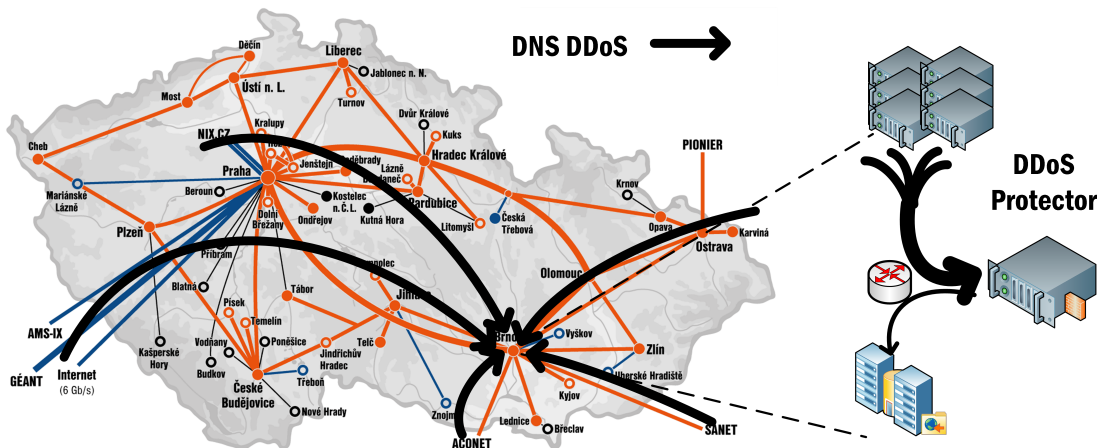 DNS DDoS
Děčín
Liberec
Jablonec n. N.
Ústí n. L.
Most
Turnov
Dvůr Králové
Kralupy
NIX.CZ
Kuks
PIONIER
DDoS
Protector
Cheb
Jenštejn
Hradec Králové
Praha
Lázně
Mariánské
Lázně
Beroun
Kostelec
n. Č. L.
Pardubice
Krnov
Dolní
Břežany
Ondřejov
Kutná Hora
Litomyšl
Česká
Třebová
Opava
Karviná
Plzeň
Ostrava
Příbram
Olomouc
Blatná
Tábor
Písek
Temelín
AMS-IX
Vodňany
Poněšice
Brno
Vyškov
Kašperské
Hory
Jindřichův
Hradec
Telč
Zlín
GÉANT
Internet
(6 Gb/s)
Budkov
České
Budějovice
Třeboň
Uherské Hradiště
Kyjov
Nové Hrady
Znojmo
Lednice
Břeclav
SANET
ACONET